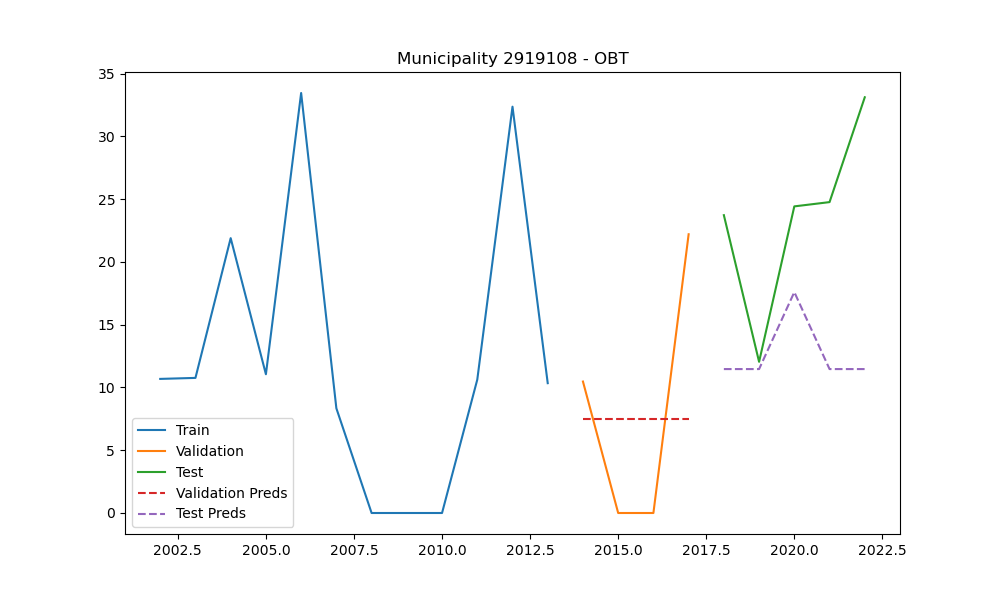 Municipality 2919108 - OBT
35
30
25
20
15
10
5
0
Train
Validation
Test
Validation Preds
Test Preds
2002.5 2005.0 2007.5 2010.0 2012.5 2015.0 2017.5 2020.0 2022.5